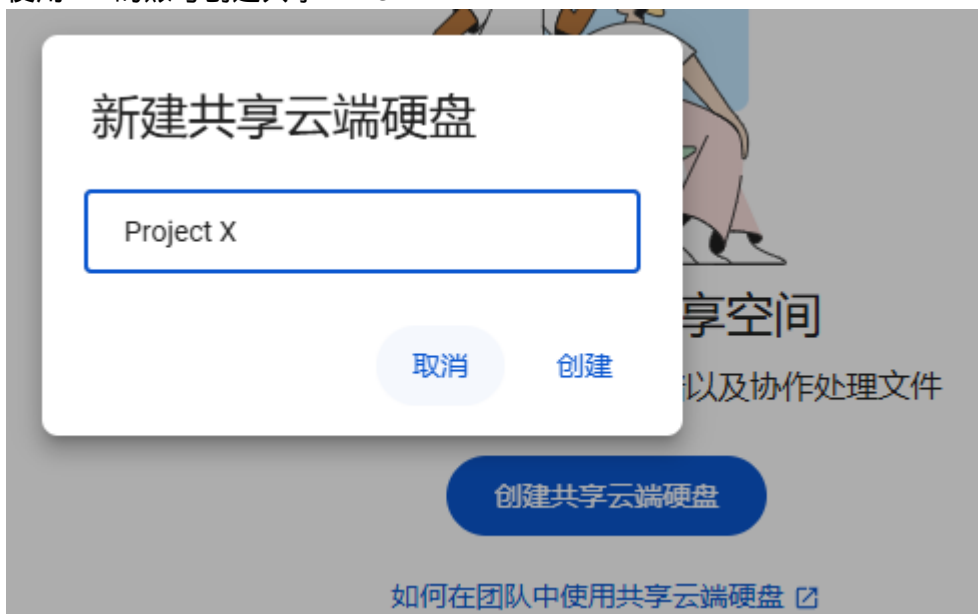 新建共享云端硬盘
Project X
取消 创建
享空间
以及协作处理文件
创建共享云端硬盘
如何在团队中使用共享云端硬盘